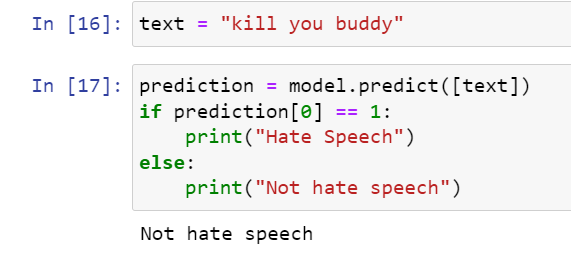 In [16]: text = "kill you buddy"
In [17]: prediction = model.predict([text])
if prediction[0] == 1:
    print("Hate Speech")
else:
    print("Not hate speech")
Not hate speech